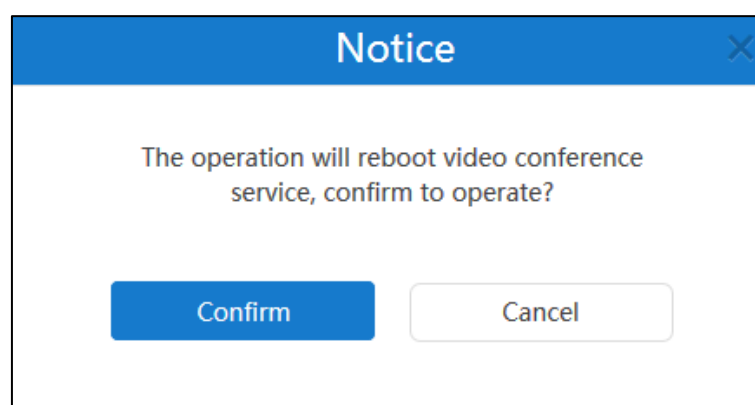 Notice
The operation will reboot video conference
service, confirm to operate?
Confirm
Cancel